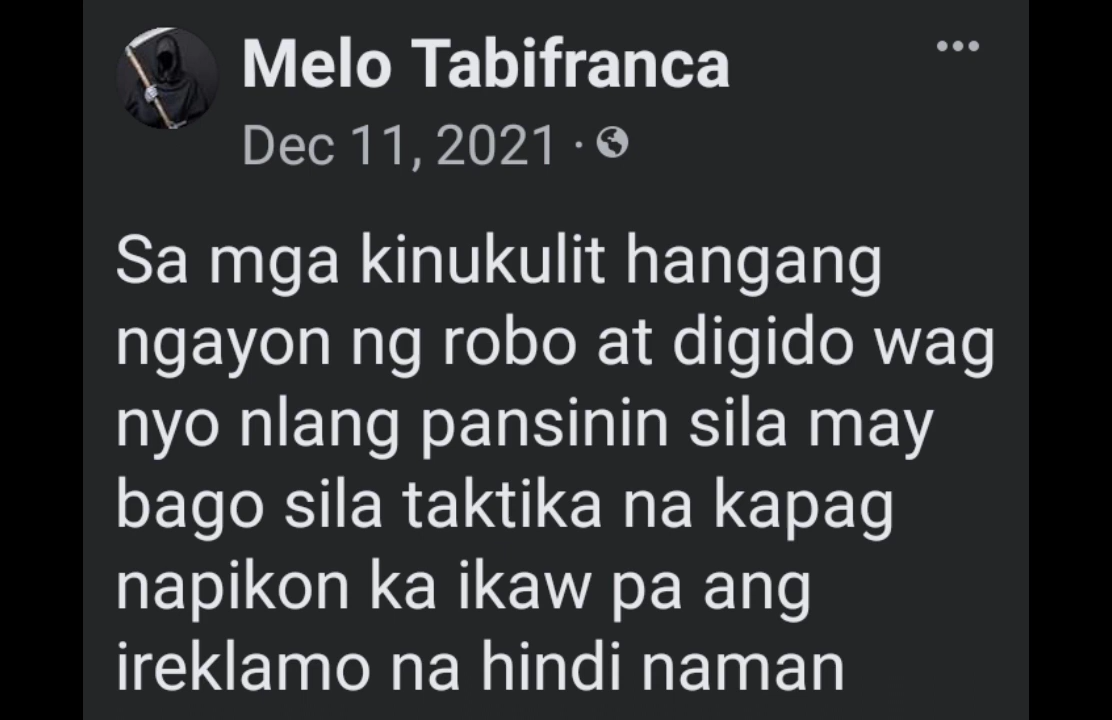 Melo Tabifranca
Dec 11, 2021 ·
Sa mga kinukulit hangang
ngayon ng robo at digido wag
nyo nlang pansinin sila may
bago sila taktika na kapag
napikon ka ikaw pa ang
ireklamo na hindi naman